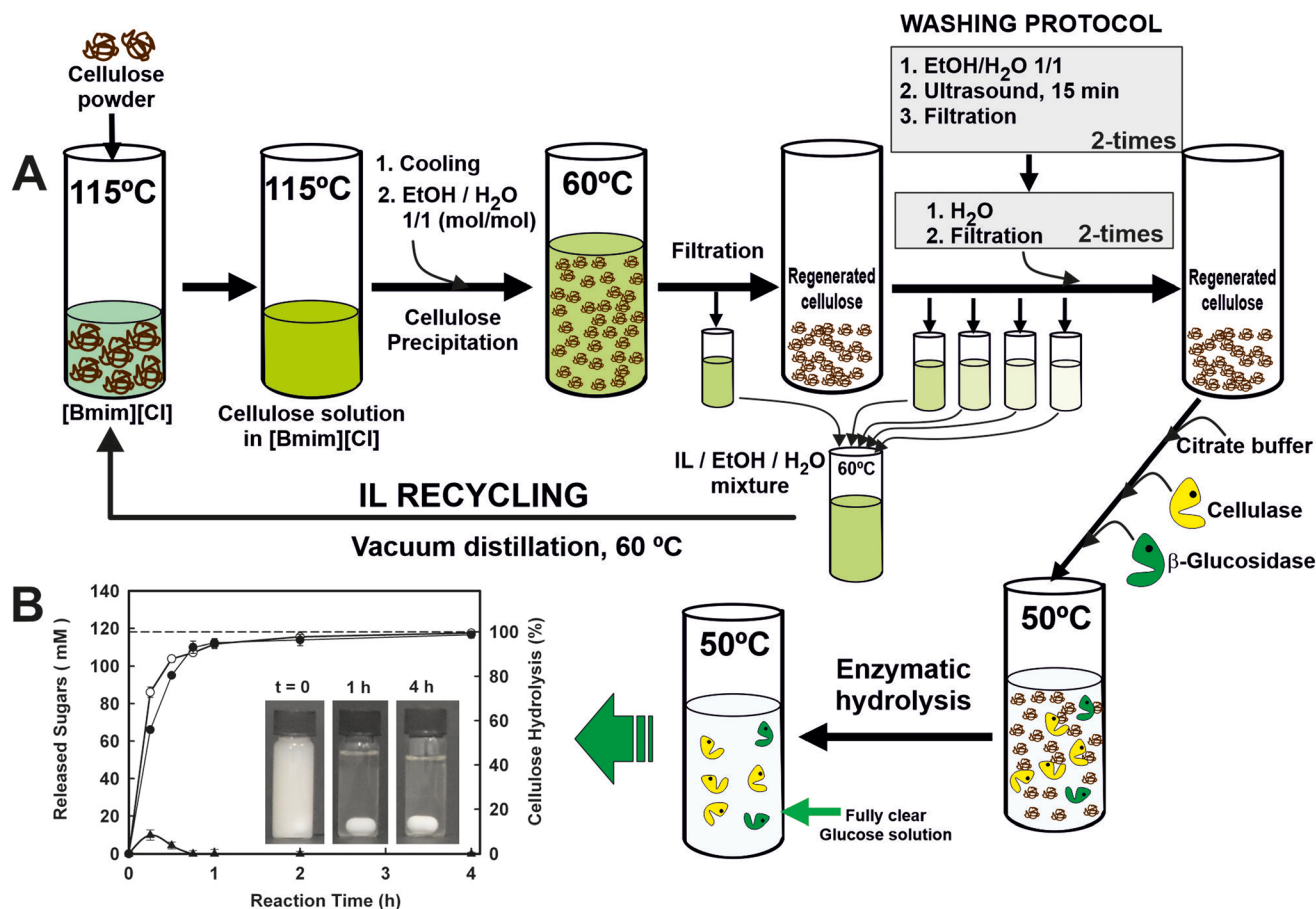 WASHING PROTOCOL
1. EtOH/H₂O 1/1
2. Ultrasound, 15 min
3. Filtration
2-times
1. H₂O
2. Filtration
2-times
Cellulose
powder
A
115ºC
[Bmim][Cl]
115ºC
Cellulose solution
in [Bmim][Cl]
1. Cooling
2. EtOH / H₂O
1/1 (mol/mol)
Cellulose
Precipitation
60ºC
Filtration
Regenerated
cellulose
Regenerated
cellulose
IL / EtOH / H₂O
mixture
60ºC
IL RECYCLING
Vacuum distillation, 60 ºC
Citrate buffer
Cellulase
β-Glucosidase
50ºC
Enzymatic
hydrolysis
50ºC
Fully clear
Glucose solution
B
Released Sugars ( mM )
140
120
100
80
60
40
20
0
t = 0
1 h
4 h
100
80
60
40
20
0
Cellulose Hydrolysis (%)
0
1
2
3
4
Reaction Time (h)